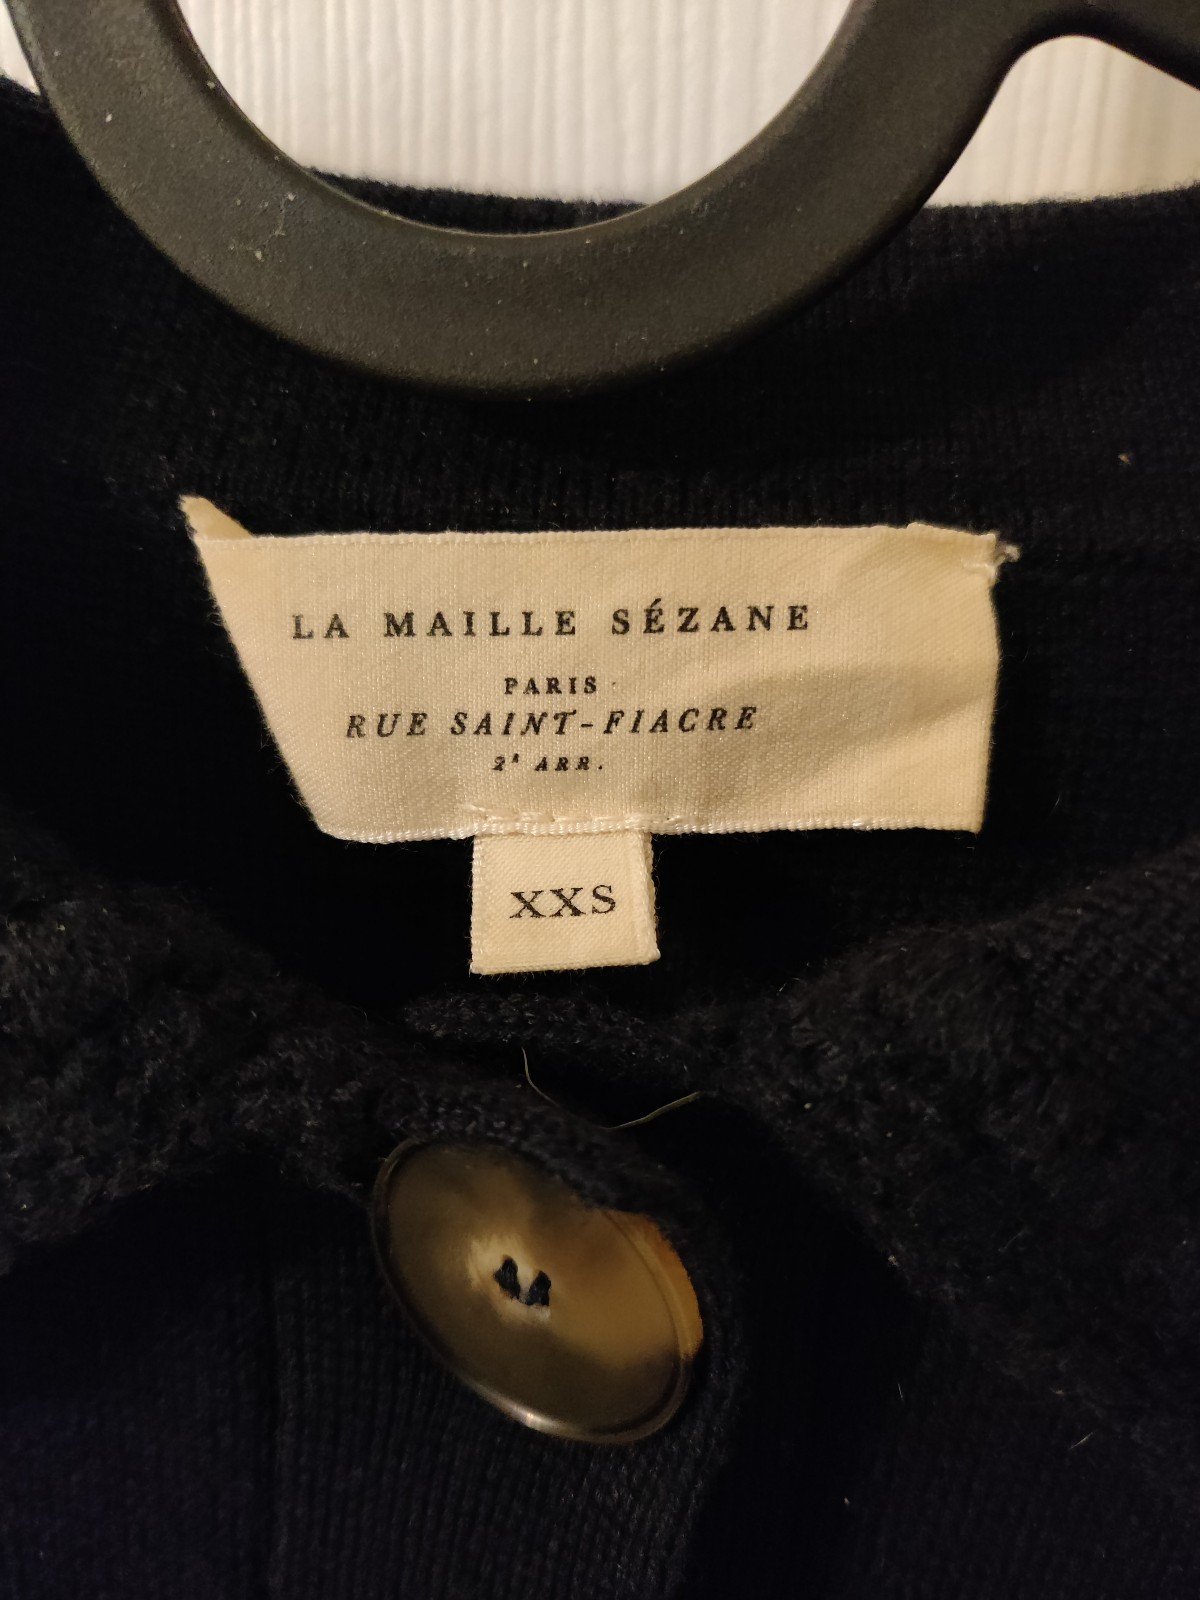 LA MAILLE SÉZANE
PARIS
RUE SAINT-FIACRE
2E ARR.
XXS